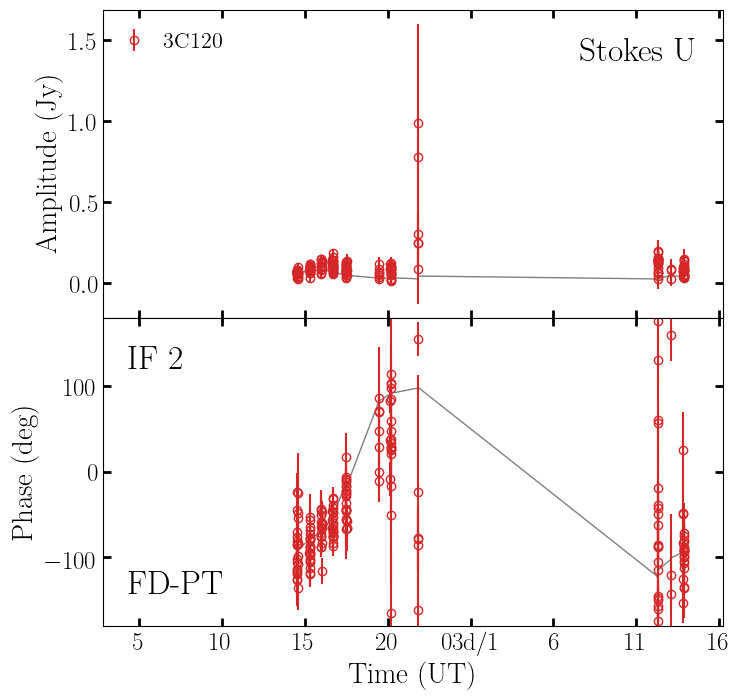 3C120
Stokes U
1.5
1.0
0.5
0.0
Amplitude (Jy)
IF 2
100
0
−100
Phase (deg)
FD-PT
5 10 15 20 03d/1 6 11 16
Time (UT)